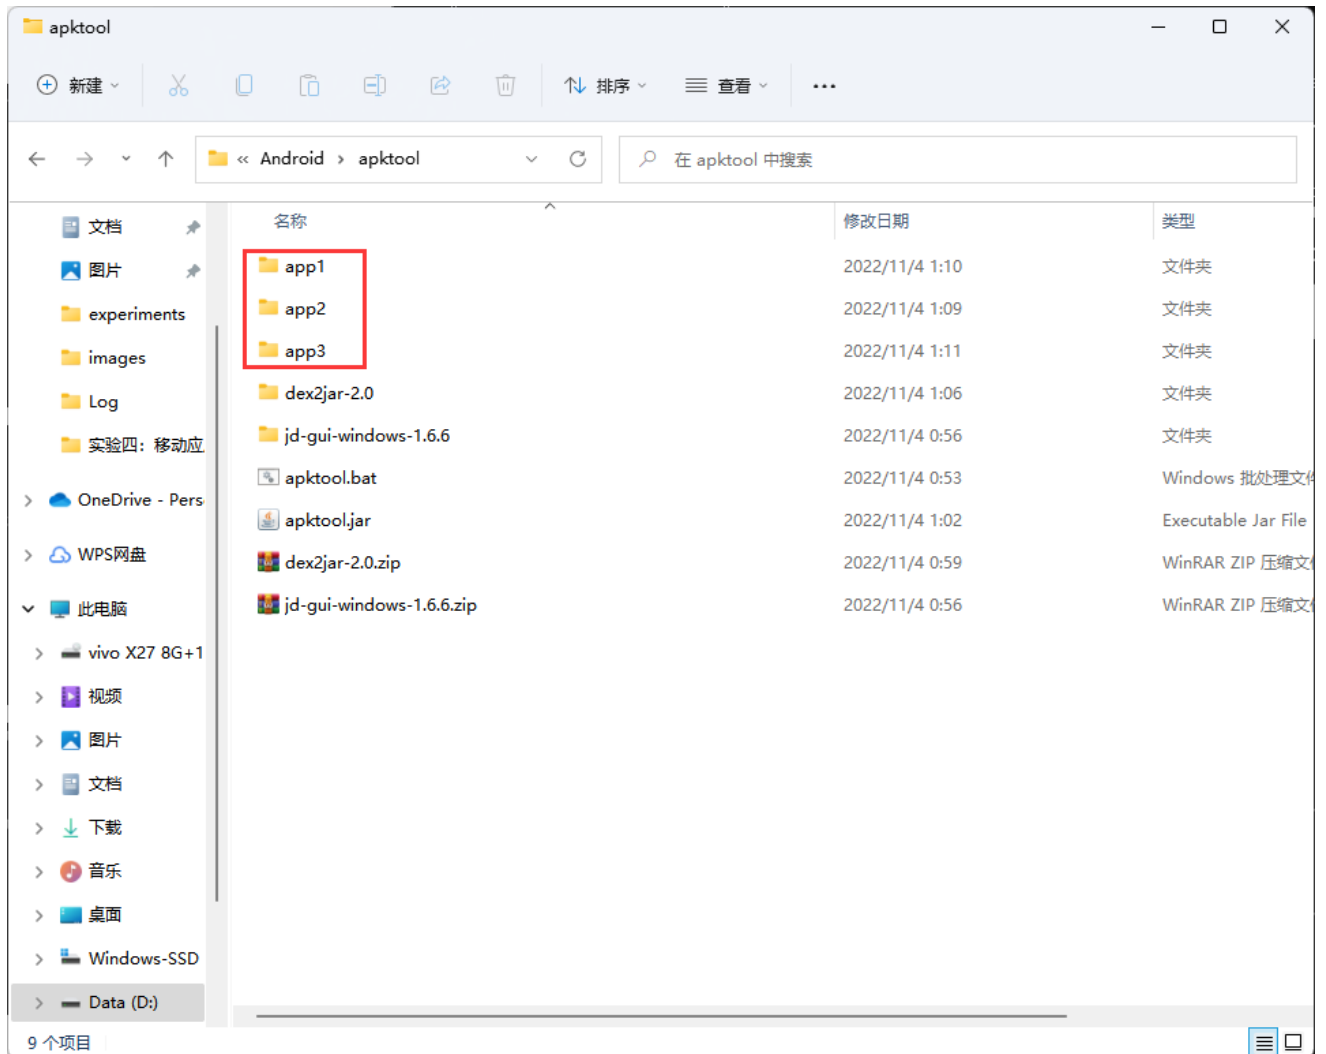 apktool
新建 排序 查看
« Android › apktool 在 apktool 中搜索
名称 修改日期 类型
app1 2022/11/4 1:10 文件夹
app2 2022/11/4 1:09 文件夹
app3 2022/11/4 1:11 文件夹
dex2jar-2.0 2022/11/4 1:06 文件夹
jd-gui-windows-1.6.6 2022/11/4 0:56 文件夹
apktool.bat 2022/11/4 0:53 Windows 批处理文件
apktool.jar 2022/11/4 1:02 Executable Jar File
dex2jar-2.0.zip 2022/11/4 0:59 WinRAR ZIP 压缩文
jd-gui-windows-1.6.6.zip 2022/11/4 0:56 WinRAR ZIP 压缩文
文档
图片
experiments
images
Log
实验四：移动应
OneDrive - Pers
WPS网盘
此电脑
vivo X27 8G+1
视频
图片
文档
下载
音乐
桌面
Windows-SSD
Data (D:)
9 个项目